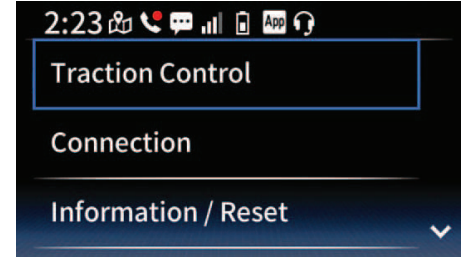 2:23 App
Traction Control
Connection
Information / Reset